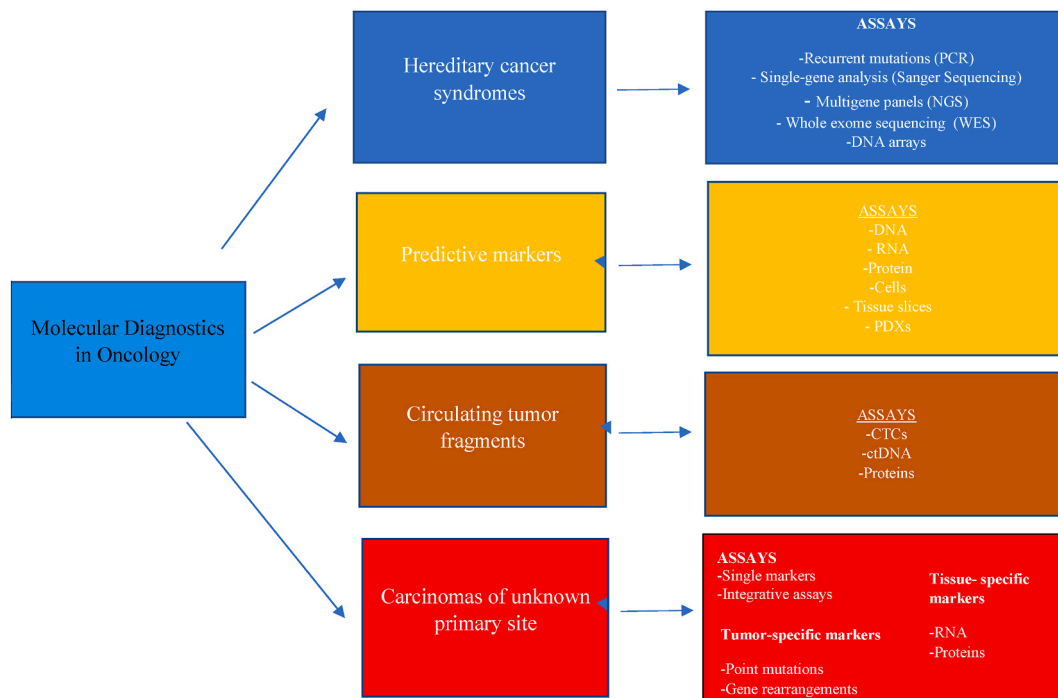 Molecular Diagnostics
in Oncology
Hereditary cancer
syndromes
ASSAYS
-Recurrent mutations (PCR)
- Single-gene analysis (Sanger Sequencing)
- Multigene panels (NGS)
- Whole exome sequencing (WES)
-DNA arrays
Predictive markers
ASSAYS
-DNA
- RNA
-Protein
-Cells
- Tissue slices
- PDXs
Circulating tumor
fragments
ASSAYS
-CTCs
-ctDNA
-Proteins
Carcinomas of unknown
primary site
ASSAYS
-Single markers
-Integrative assays
Tumor-specific markers
-Point mutations
-Gene rearrangements
Tissue- specific
markers
-RNA
-Proteins